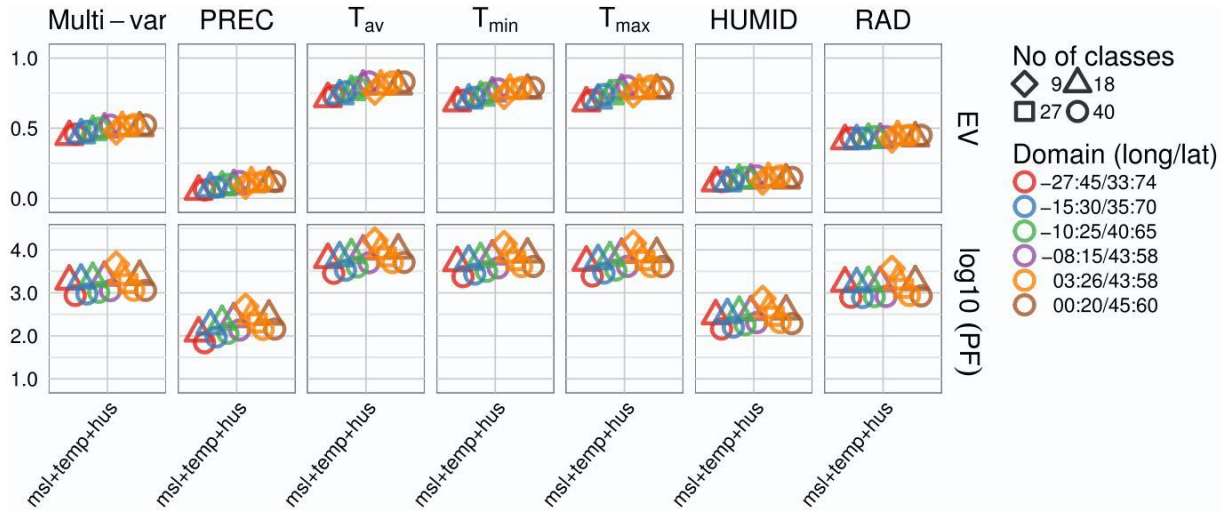 Multi – var PREC Tav Tmin Tmax HUMID RAD
1.0
0.5
0.0
EV
4.0
3.0
2.0
1.0
log10 (PF)
msl+temp+hus msl+temp+hus msl+temp+hus msl+temp+hus msl+temp+hus msl+temp+hus msl+temp+hus
No of classes
9 18
27 40
Domain (long/lat)
−27:45/33:74
−15:30/35:70
−10:25/40:65
−08:15/43:58
03:26/43:58
00:20/45:60